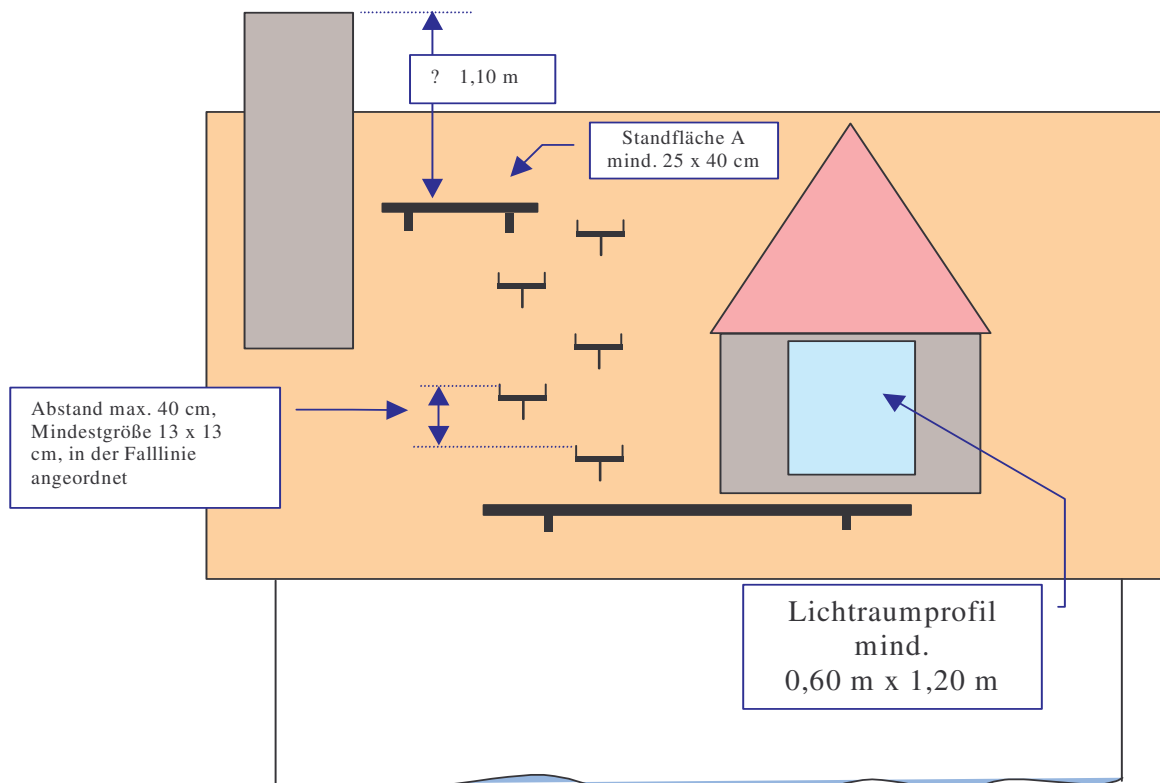 ? 1,10 m
Standfläche A
mind. 25 x 40 cm
Abstand max. 40 cm,
Mindestgröße 13 x 13
cm, in der Falllinie
angeordnet
Lichtraumprofil
mind.
0,60 m x 1,20 m